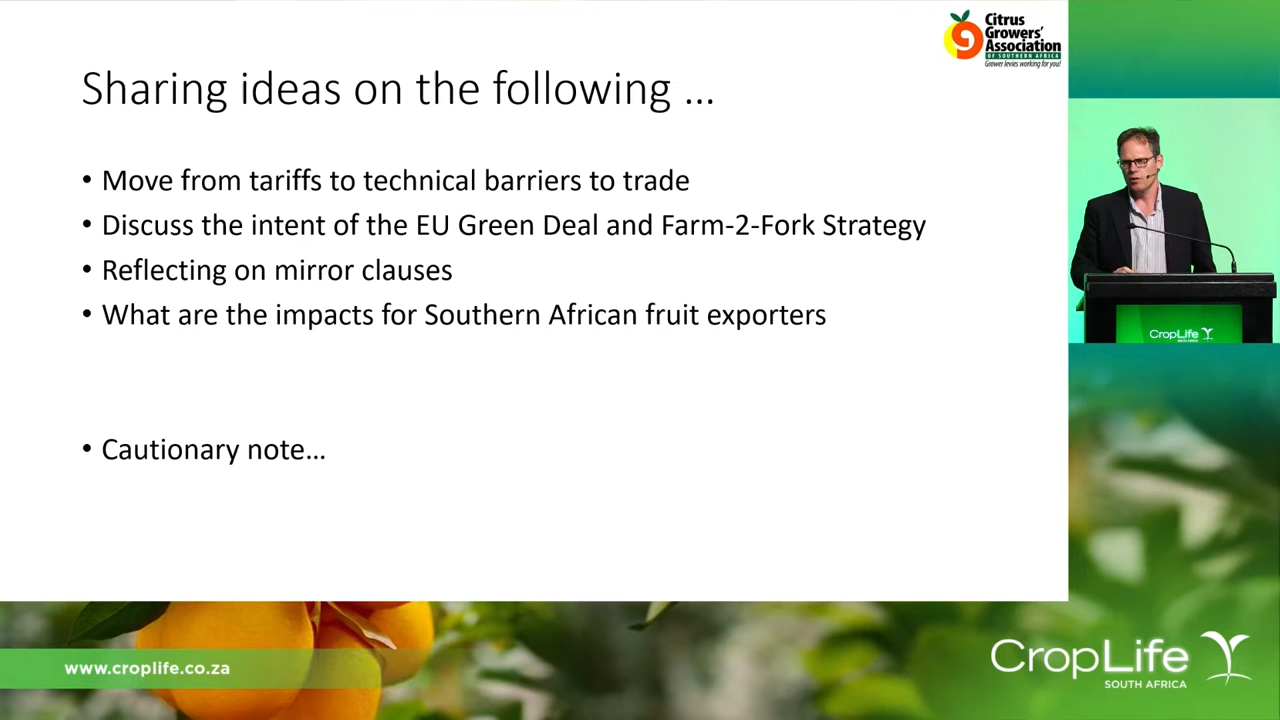 Citrus
Growers'
Association
OF SOUTHERN AFRICA
Grower levies working for you!
Sharing ideas on the following …
• Move from tariffs to technical barriers to trade
• Discuss the intent of the EU Green Deal and Farm-2-Fork Strategy
• Reflecting on mirror clauses
• What are the impacts for Southern African fruit exporters
• Cautionary note…
CropLife
SOUTH AFRICA
www.croplife.co.za
CropLife
SOUTH AFRICA